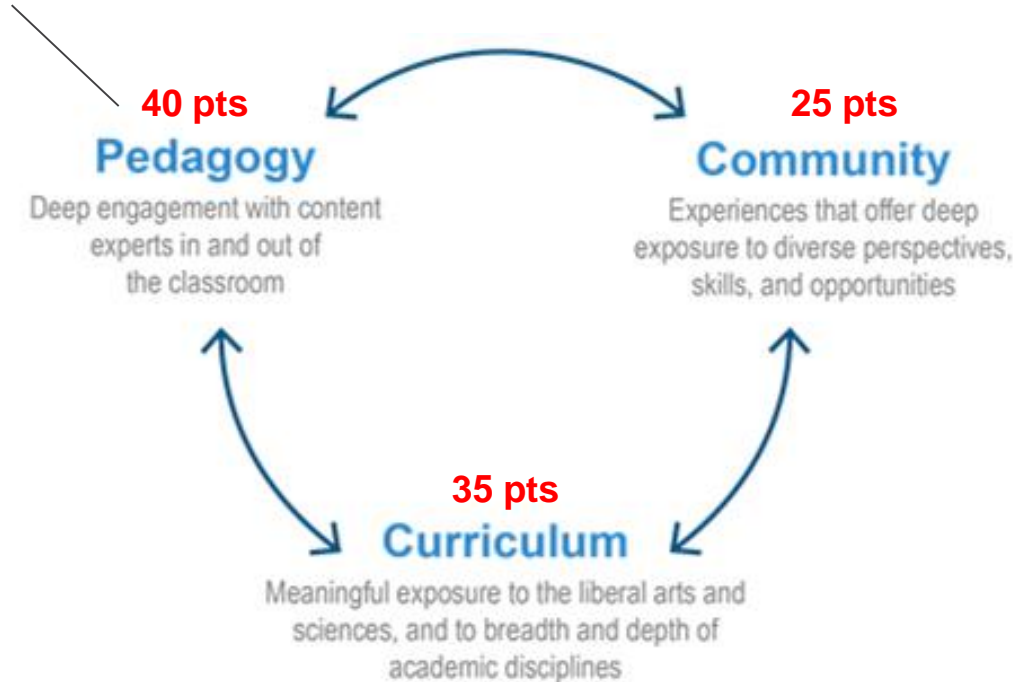 40 pts
Pedagogy
Deep engagement with content
experts in and out of
the classroom
25 pts
Community
Experiences that offer deep
exposure to diverse perspectives,
skills, and opportunities
35 pts
Curriculum
Meaningful exposure to the liberal arts and
sciences, and to breadth and depth of
academic disciplines